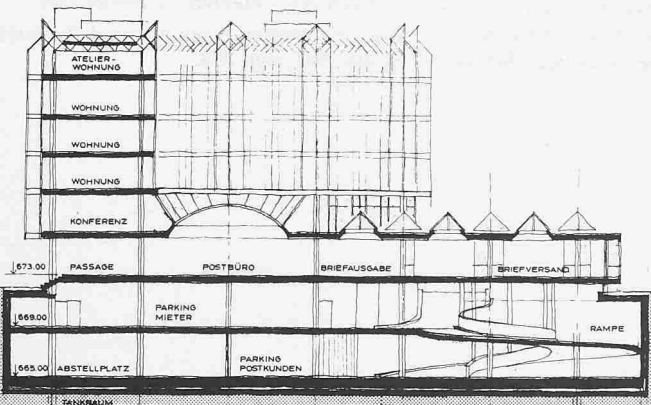 ATELIER-
WOHNUNG
WOHNUNG
WOHNUNG
WOHNUNG
KONFERENZ
673.00 PASSAGE POSTBÜRO BRIEFAUSGABE BRIEFVERSAND
669.00 PARKING
MIETER
RAMPE
665.00 ABSTELLPLATZ PARKING
POSTKUNDEN
TANKRAUM